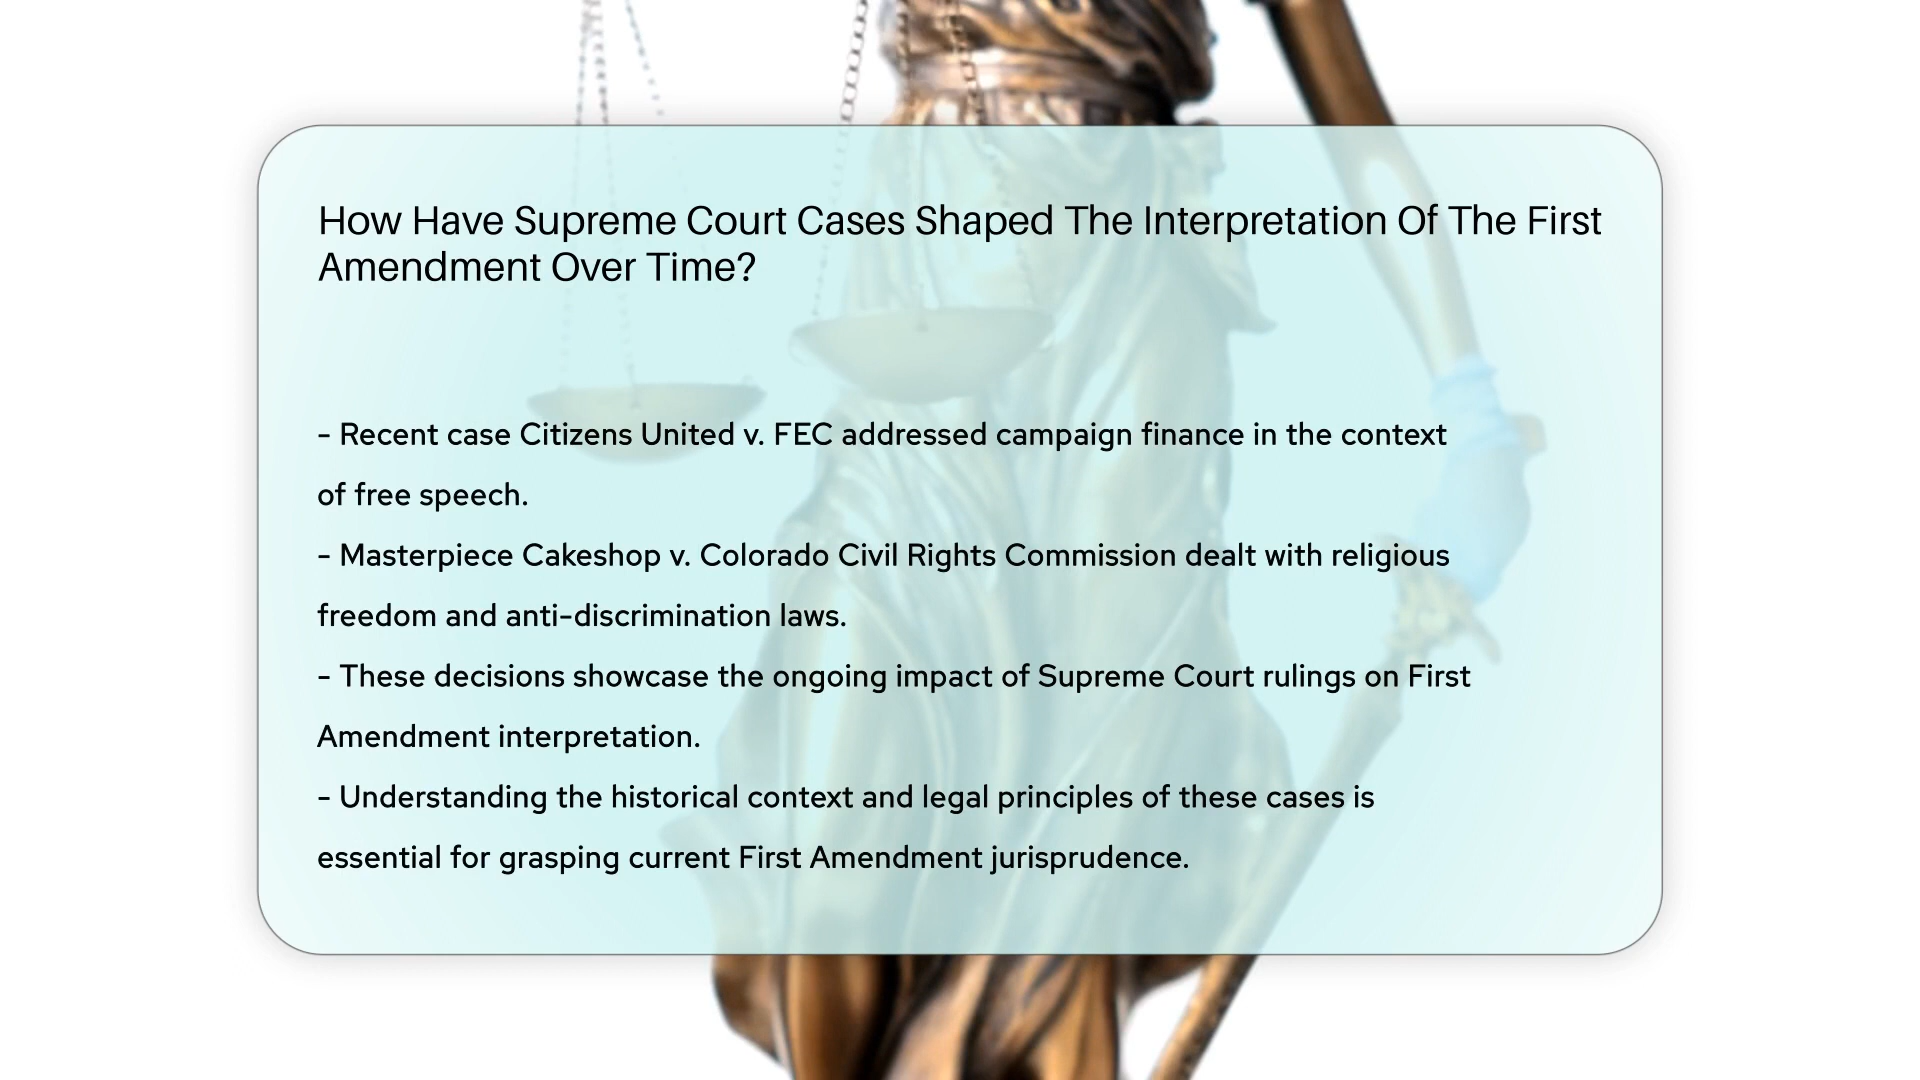 How Have Supreme Court Cases Shaped The Interpretation Of The First
Amendment Over Time?
- Recent case Citizens United v. FEC addressed campaign finance in the context
of free speech.
- Masterpiece Cakeshop v. Colorado Civil Rights Commission dealt with religious
freedom and anti-discrimination laws.
- These decisions showcase the ongoing impact of Supreme Court rulings on First
Amendment interpretation.
- Understanding the historical context and legal principles of these cases is
essential for grasping current First Amendment jurisprudence.